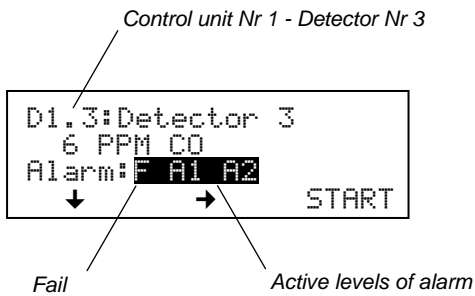 Control unit Nr 1 - Detector Nr 3
D1.3:Detector 3
6 PPM CO
Alarm:F A1 A2
↓ → START
Fail
Active levels of alarm